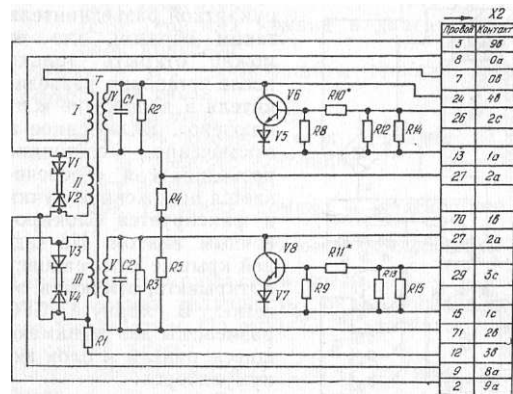 X2
Провод Контакт
3 9в
8 0а
7 0в
24 4в
26 2с
13 1а
27 2а
70 1в
27 2а
29 3с
15 1с
71 2в
12 3в
9 8а
2 9а
T
I
IV
C1
R2
V6
R10*
V5
R8
R12
R14
V1
II
V2
R4
V3
III
V4
V
C2
R3
R5
V8
R11
V7
R9
R13
R15
R1